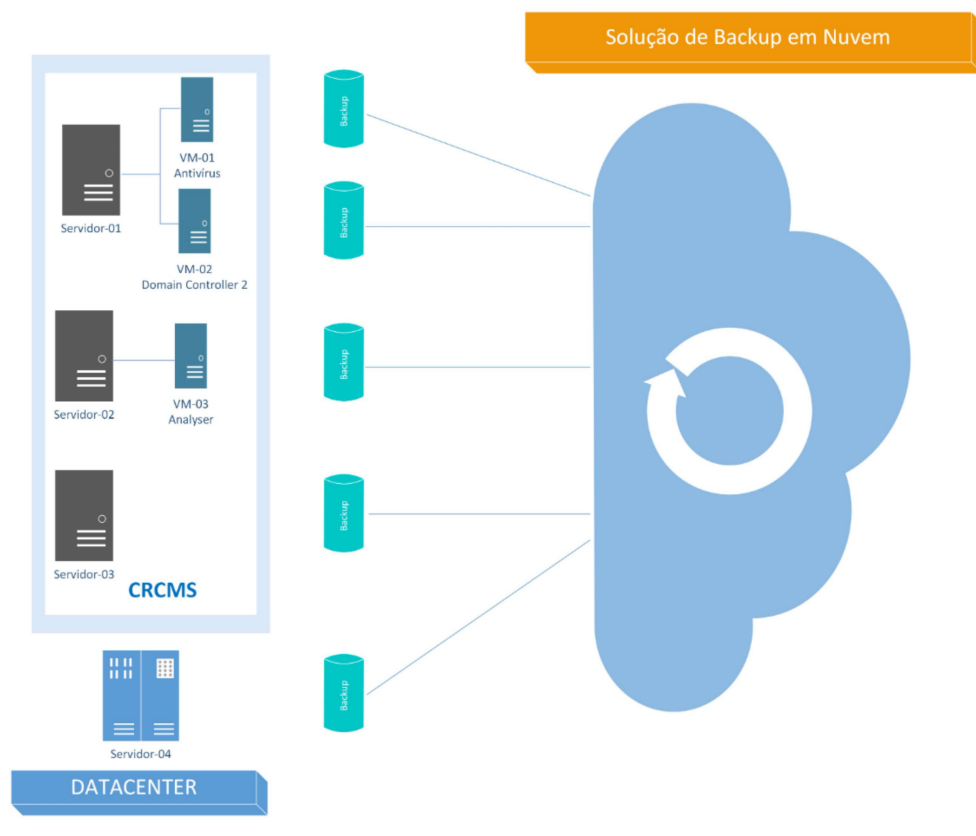 Solução de Backup em Nuvem
Backup
VM-01
Antivírus
Servidor-01
Backup
VM-02
Domain Controller 2
Backup
Servidor-02
VM-03
Analyser
Backup
Servidor-03
CRCMS
Backup
Servidor-04
DATACENTER